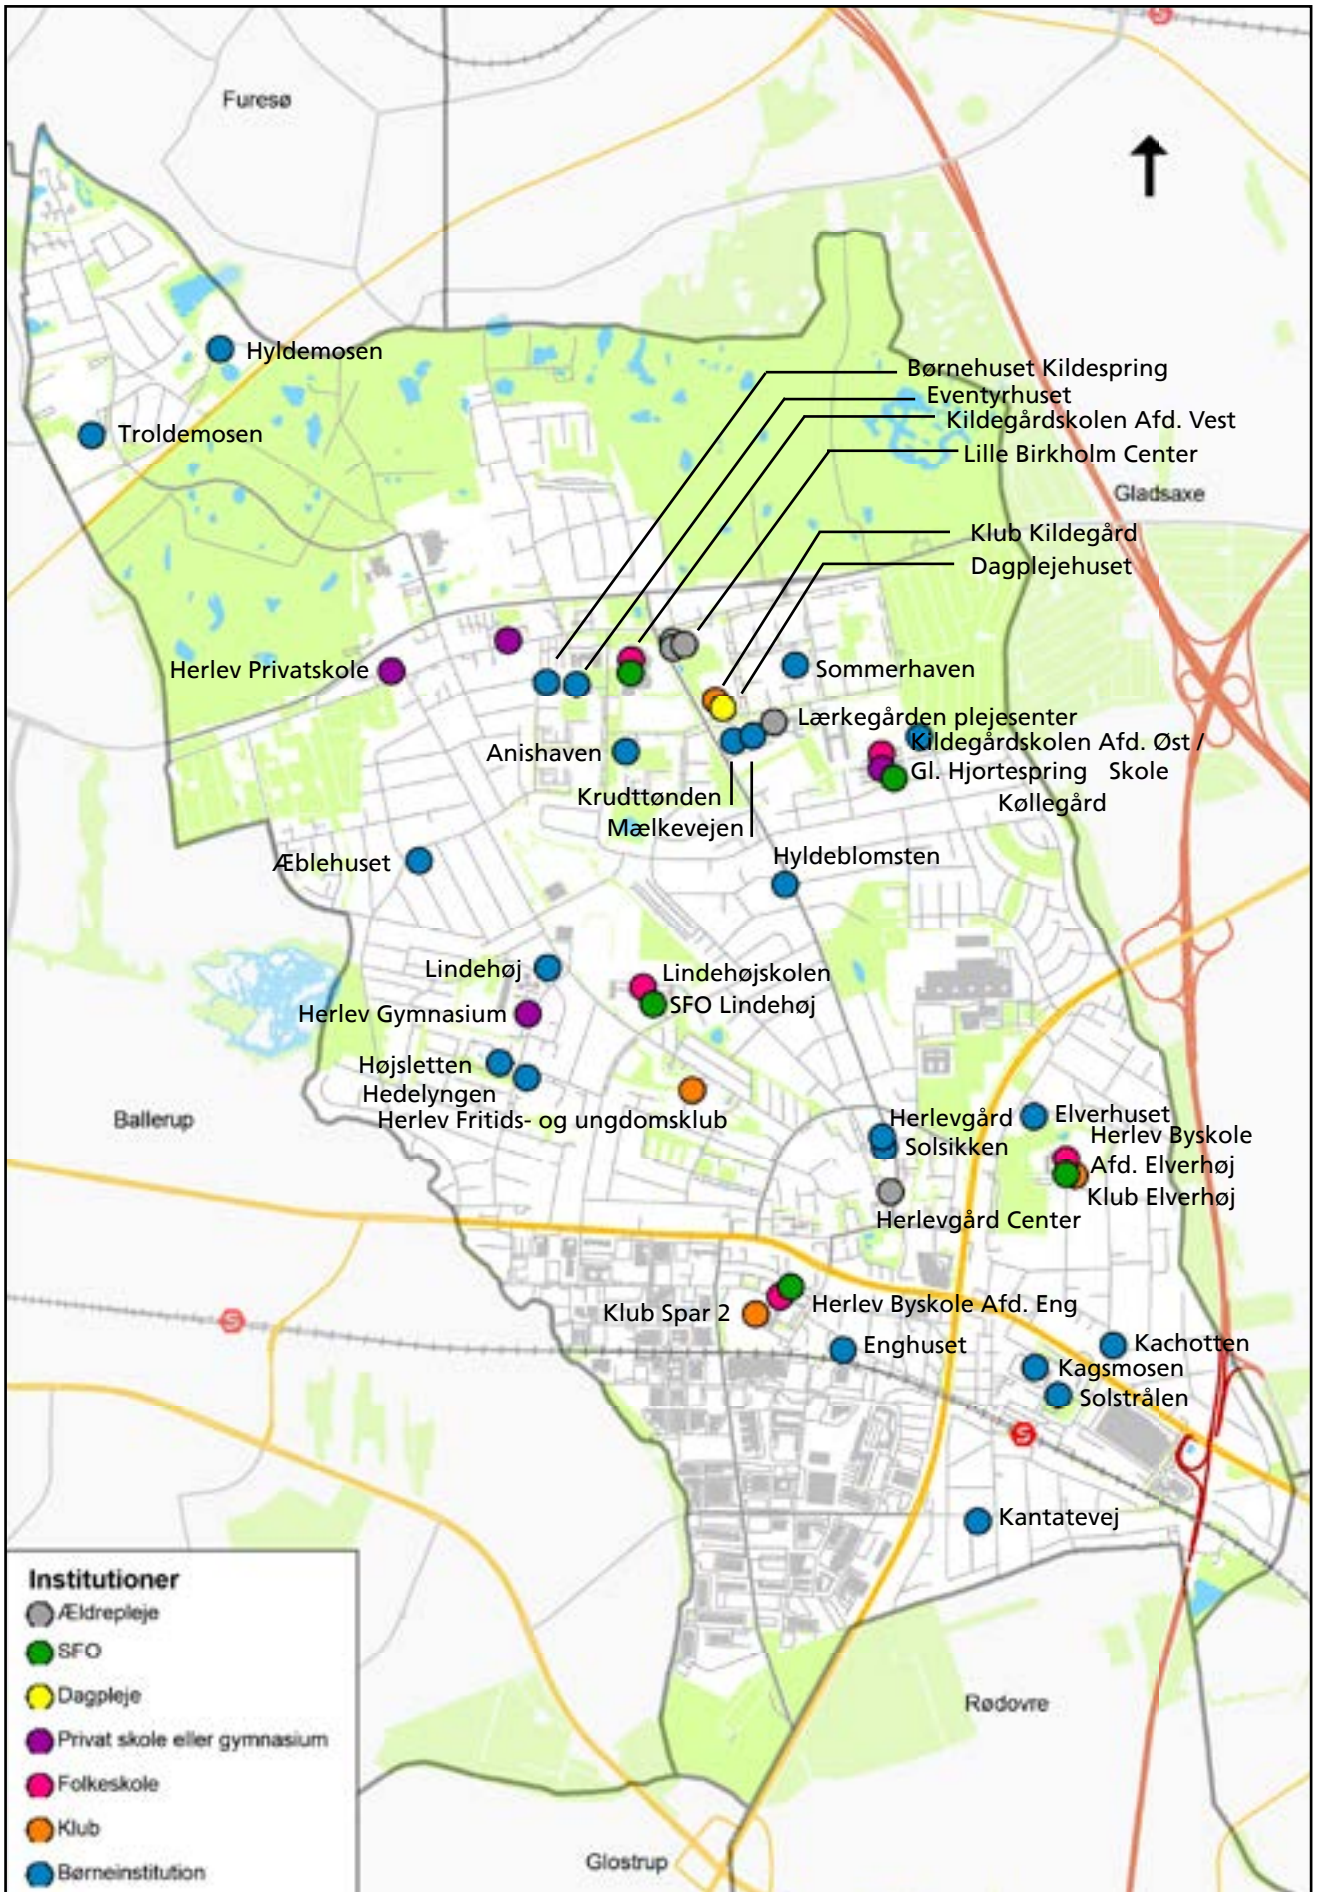 S
Furesø
Hyldemosen
Troldemosen
Børnehuset Kildespring
Eventyrhuset
Kildegårdskolen Afd. Vest
Lille Birkholm Center
Gladsaxe
Klub Kildegård
Dagplejehuset
Herlev Privatskole
Sommerhaven
Lærkegården plejesenter
Kildegårdskolen Afd. Øst /
Gl. Hjortespring Skole
Køllegård
Anishaven
Krudttønden
Mælkevejen
Æblehuset
Hyldeblomsten
Lindehøj
Lindehøjskolen
SFO Lindehøj
Herlev Gymnasium
Højsletten
Hedelyngen
Herlev Fritids- og ungdomsklub
Ballerup
Herlevgård
Solsikken
Elverhuset
Herlev Byskole
Afd. Elverhøj
Klub Elverhøj
Herlevgård Center
Klub Spar 2
Herlev Byskole Afd. Eng
S
Enghuset
Kachotten
Kagsmosen
Solstrålen
S
Kantatevej
Rødovre
Glostrup
Institutioner
Ældrepleje
SFO
Dagpleje
Privat skole eller gymnasium
Folkeskole
Klub
Børneinstitution